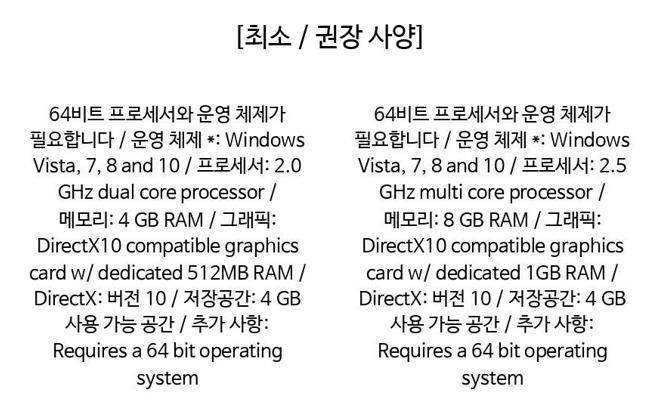 [최소 / 권장 사양]
64비트 프로세서와 운영 체제가
필요합니다 / 운영 체제 *: Windows
Vista, 7, 8 and 10 / 프로세서: 2.0
GHz dual core processor /
메모리: 4 GB RAM / 그래픽:
DirectX10 compatible graphics
card w/ dedicated 512MB RAM /
DirectX: 버전 10 / 저장공간: 4 GB
사용 가능 공간 / 추가 사항:
Requires a 64 bit operating
system
64비트 프로세서와 운영 체제가
필요합니다 / 운영 체제 *: Windows
Vista, 7, 8 and 10 / 프로세서: 2.5
GHz multi core processor /
메모리: 8 GB RAM / 그래픽:
DirectX10 compatible graphics
card w/ dedicated 1GB RAM /
DirectX: 버전 10 / 저장공간: 4 GB
사용 가능 공간 / 추가 사항:
Requires a 64 bit operating
system